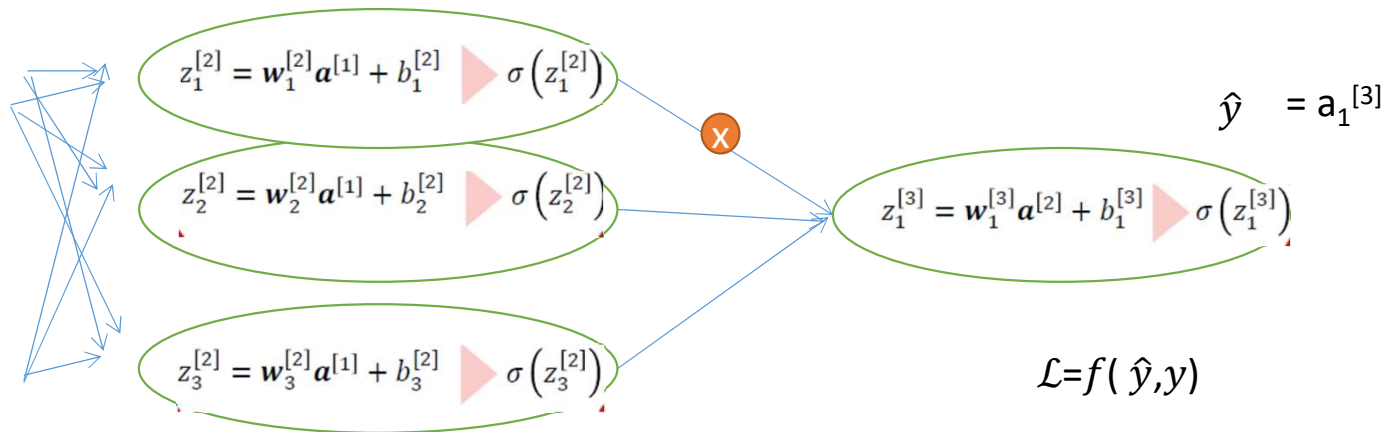 z₁^[2] = w₁^[2] a^[1] + b₁^[2] σ(z₁^[2])
ŷ = a₁^[3]
X
z₂^[2] = w₂^[2] a^[1] + b₂^[2] σ(z₂^[2])
z₁^[3] = w₁^[3] a^[2] + b₁^[3] σ(z₁^[3])
z₃^[2] = w₃^[2] a^[1] + b₃^[2] σ(z₃^[2])
ℒ=f( ŷ,y)